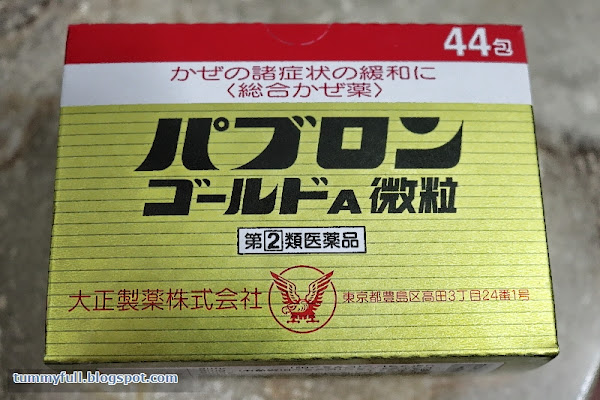 44包
かぜの諸症状の緩和に
〈総合かぜ薬〉
パブロン
ゴールドA微粒
第②類医薬品
大正製薬株式会社
東京都豊島区高田3丁目24番1号
tummyfull.blogspot.com